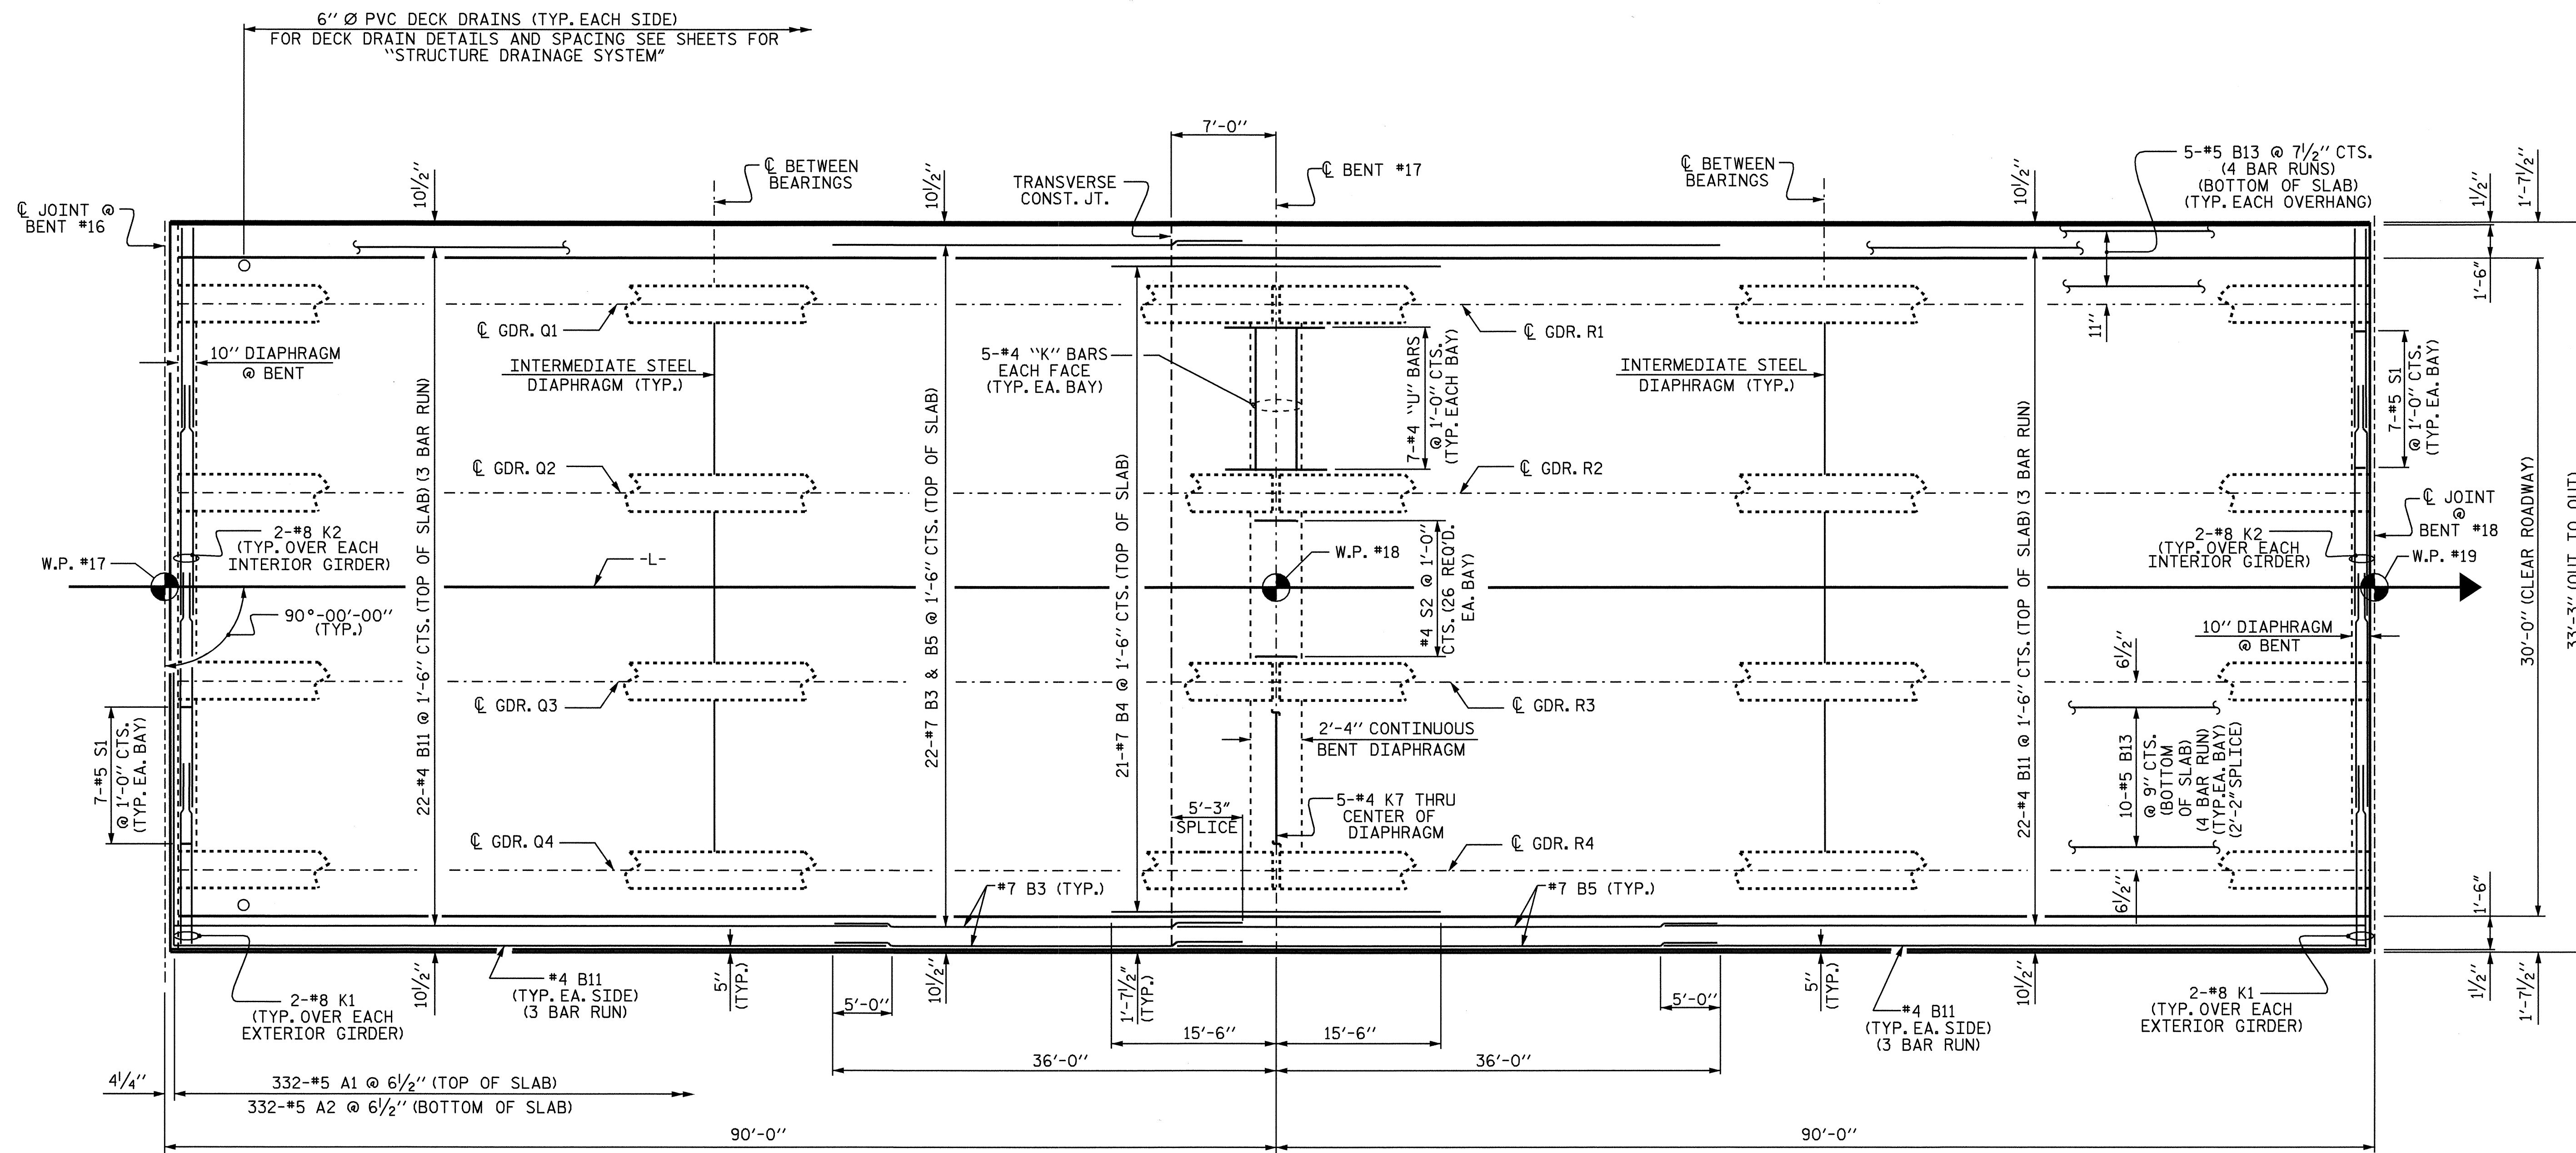 6" Ø PVC DECK DRAINS (TYP. EACH SIDE)
FOR DECK DRAIN DETAILS AND SPACING SEE SHEETS FOR
"STRUCTURE DRAINAGE SYSTEM"
7'-0"
℄ BETWEEN
BEARINGS
TRANSVERSE
CONST. JT.
℄ BENT #17
℄ BETWEEN
BEARINGS
5-#5 B13 @ 7½" CTS.
(4 BAR RUNS)
(BOTTOM OF SLAB)
(TYP. EACH OVERHANG)
10½"
10½"
10½"
1½"
1'-7½"
℄ JOINT @
BENT #16
1'-6"
11"
℄ GDR. Q1
℄ GDR. R1
10" DIAPHRAGM
@ BENT
INTERMEDIATE STEEL
DIAPHRAGM (TYP.)
5-#4 "K" BARS
EACH FACE
(TYP. EA. BAY)
7-#4 "U" BARS
@ 1'-0" CTS.
(TYP. EACH BAY)
INTERMEDIATE STEEL
DIAPHRAGM (TYP.)
7-#5 S1
@ 1'-0" CTS.
(TYP. EA. BAY)
22-#4 B11 @ 1'-6" CTS. (TOP OF SLAB) (3 BAR RUN)
22-#7 B3 & B5 @ 1'-6" CTS. (TOP OF SLAB)
21-#7 B4 @ 1'-6" CTS. (TOP OF SLAB)
22-#4 B11 @ 1'-6" CTS. (TOP OF SLAB) (3 BAR RUN)
℄ GDR. Q2
℄ GDR. R2
℄ JOINT
@
BENT #18
2-#8 K2
(TYP. OVER EACH
INTERIOR GIRDER)
#4 S2 @ 1'-0"
CTS. (26 REQ'D.
EA. BAY)
2-#8 K2
(TYP. OVER EACH
INTERIOR GIRDER)
W.P. #17
-L-
W.P. #18
W.P. #19
30'-0" (CLEAR ROADWAY)
33'-3" (OUT TO OUT)
90°-00'-00"
(TYP.)
10" DIAPHRAGM
@ BENT
6½"
℄ GDR. Q3
℄ GDR. R3
7-#5 S1
@ 1'-0" CTS.
(TYP. EA. BAY)
2'-4" CONTINUOUS
BENT DIAPHRAGM
10-#5 B13
@ 9" CTS.
(BOTTOM
OF SLAB)
(4 BAR RUN)
(TYP. EA. BAY)
(2'-2" SPLICE)
5'-3"
SPLICE
5-#4 K7 THRU
CENTER OF
DIAPHRAGM
℄ GDR. Q4
℄ GDR. R4
6½"
#7 B3 (TYP.)
#7 B5 (TYP.)
1'-6"
1½"
1'-7½"
2-#8 K1
(TYP. OVER EACH
EXTERIOR GIRDER)
10½"
#4 B11
(TYP. EA. SIDE)
(3 BAR RUN)
5"
(TYP.)
5'-0"
10½"
1'-7½"
(TYP.)
5'-0"
5"
(TYP.)
#4 B11
(TYP. EA. SIDE)
(3 BAR RUN)
10½"
2-#8 K1
(TYP. OVER EACH
EXTERIOR GIRDER)
15'-6"
15'-6"
36'-0"
36'-0"
4¼"
332-#5 A1 @ 6½" (TOP OF SLAB)
332-#5 A2 @ 6½" (BOTTOM OF SLAB)
90'-0"
90'-0"